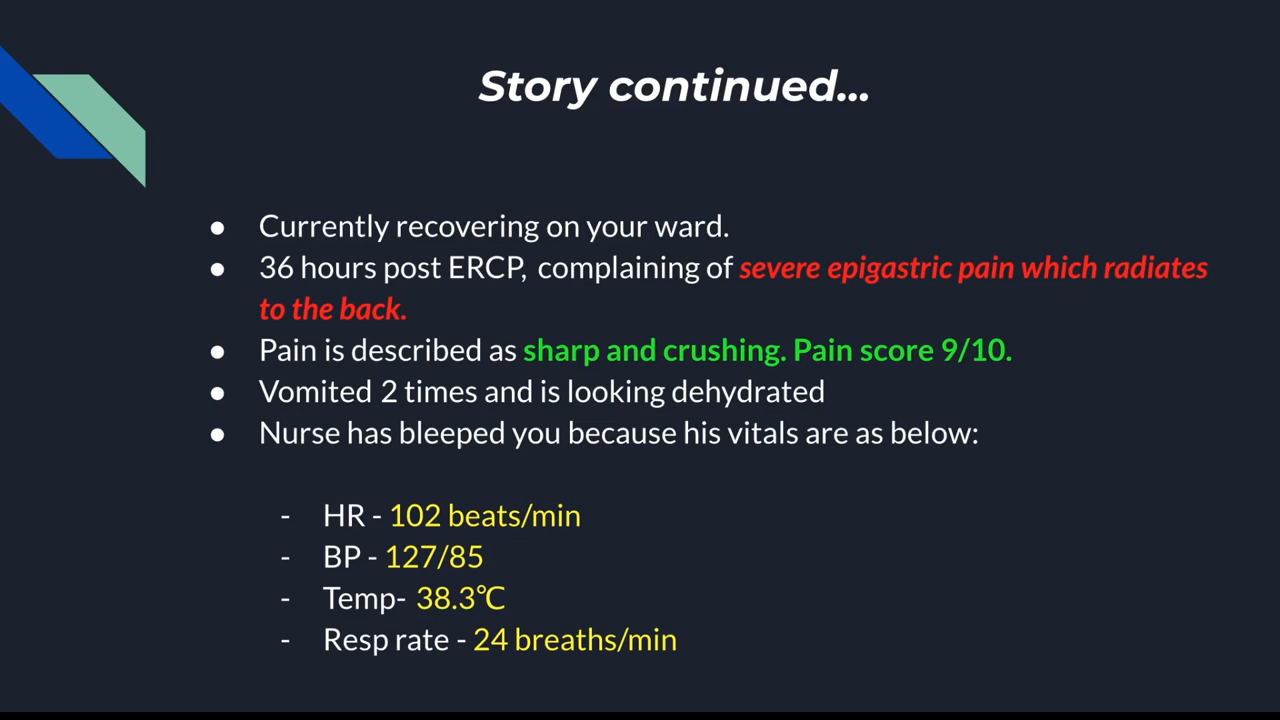 Story continued...
● Currently recovering on your ward.
● 36 hours post ERCP, complaining of severe epigastric pain which radiates
to the back.
● Pain is described as sharp and crushing. Pain score 9/10.
● Vomited 2 times and is looking dehydrated
● Nurse has bleeped you because his vitals are as below:
- HR - 102 beats/min
- BP - 127/85
- Temp- 38.3℃
- Resp rate - 24 breaths/min